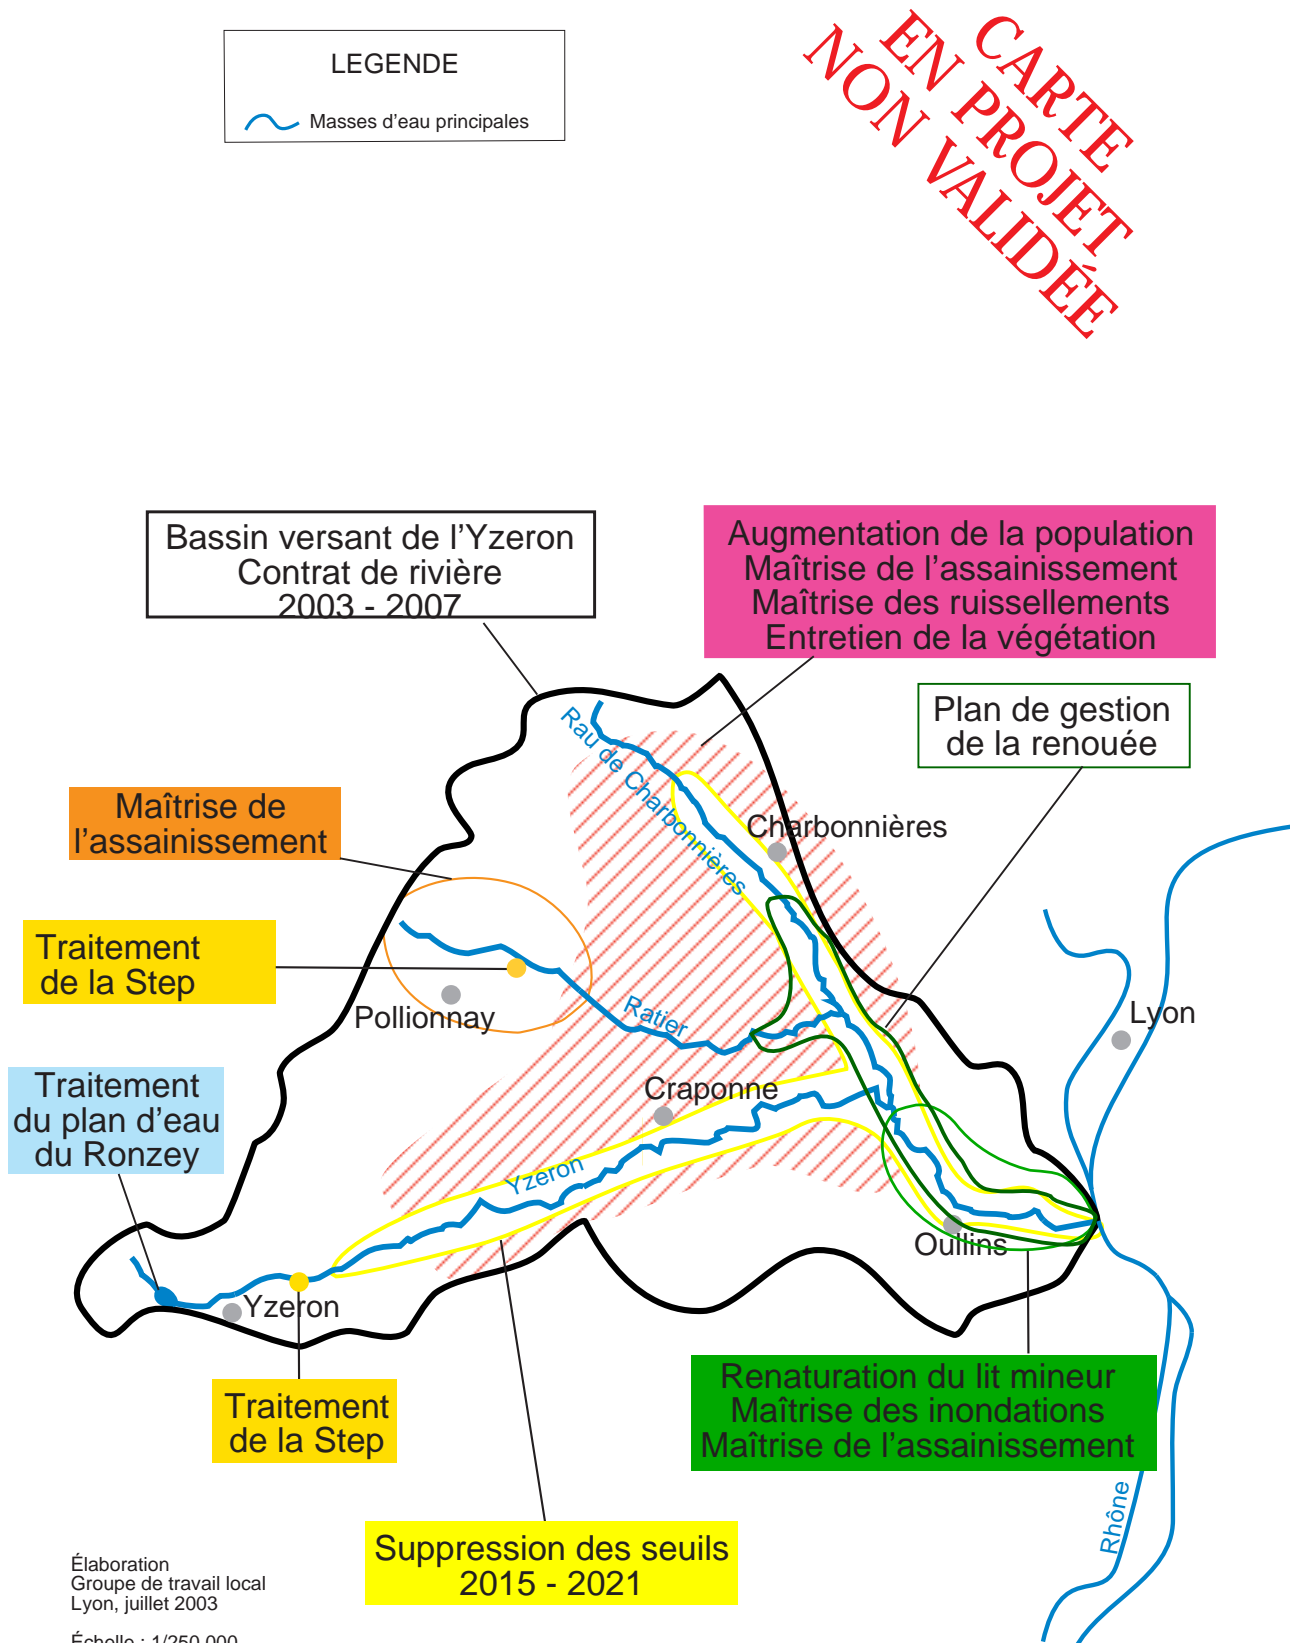 LEGENDE
Masses d'eau principales
CARTE
EN PROJET
NON VALIDÉE
Bassin versant de l'Yzeron
Contrat de rivière
2003 - 2007
Augmentation de la population
Maîtrise de l'assainissement
Maîtrise des ruissellements
Entretien de la végétation
Plan de gestion
de la renouée
Rau de Charbonnières
Maîtrise de
l'assainissement
Charbonnières
Traitement
de la Step
Pollionnay
Ratier
Lyon
Traitement
du plan d'eau
du Ronzey
Craponne
Yzeron
Oullins
Yzeron
Traitement
de la Step
Renaturation du lit mineur
Maîtrise des inondations
Maîtrise de l'assainissement
Rhône
Suppression des seuils
2015 - 2021
Élaboration
Groupe de travail local
Lyon, juillet 2003
Échelle : 1/250 000